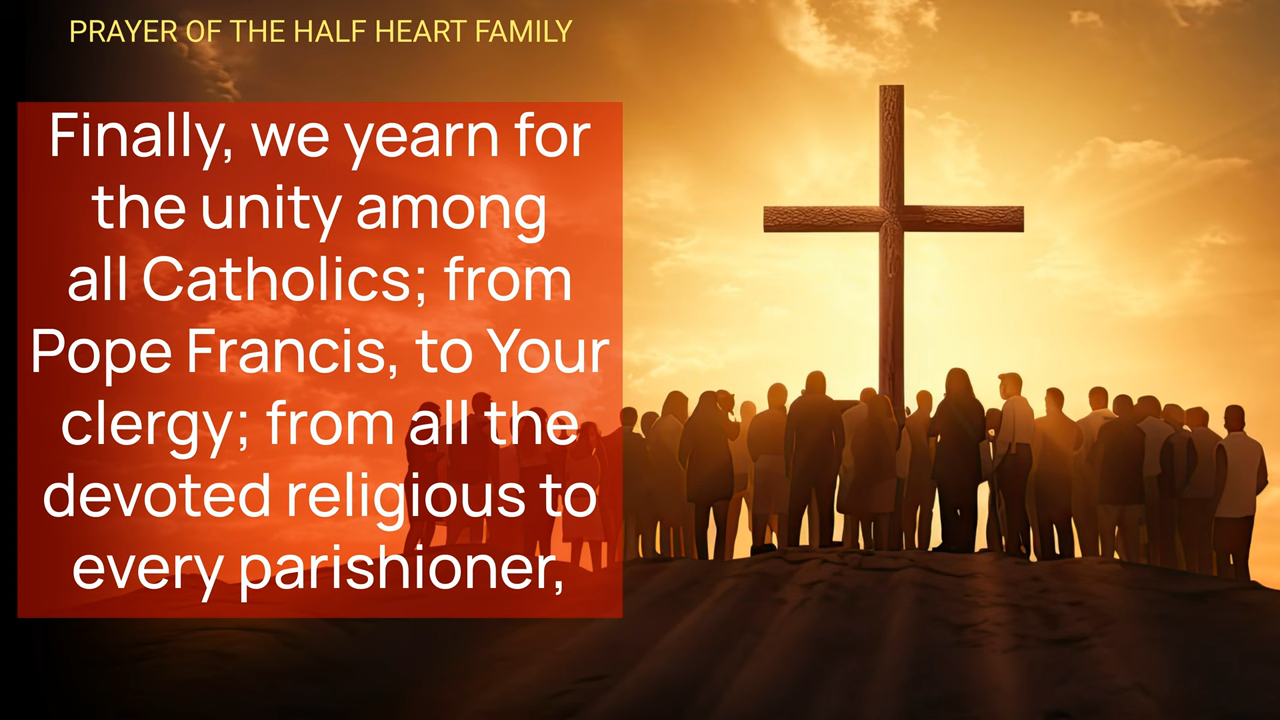 PRAYER OF THE HALF HEART FAMILY
Finally, we yearn for
the unity among
all Catholics; from
Pope Francis, to Your
clergy; from all the
devoted religious to
every parishioner,